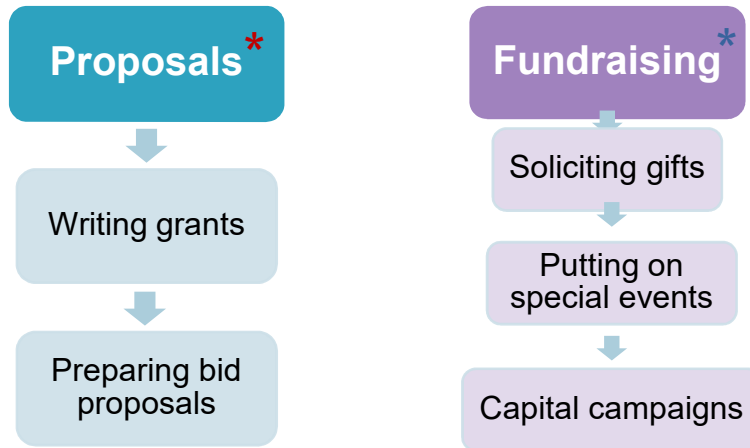 Proposals*
Writing grants
Preparing bid
proposals
Fundraising*
Soliciting gifts
Putting on
special events
Capital campaigns